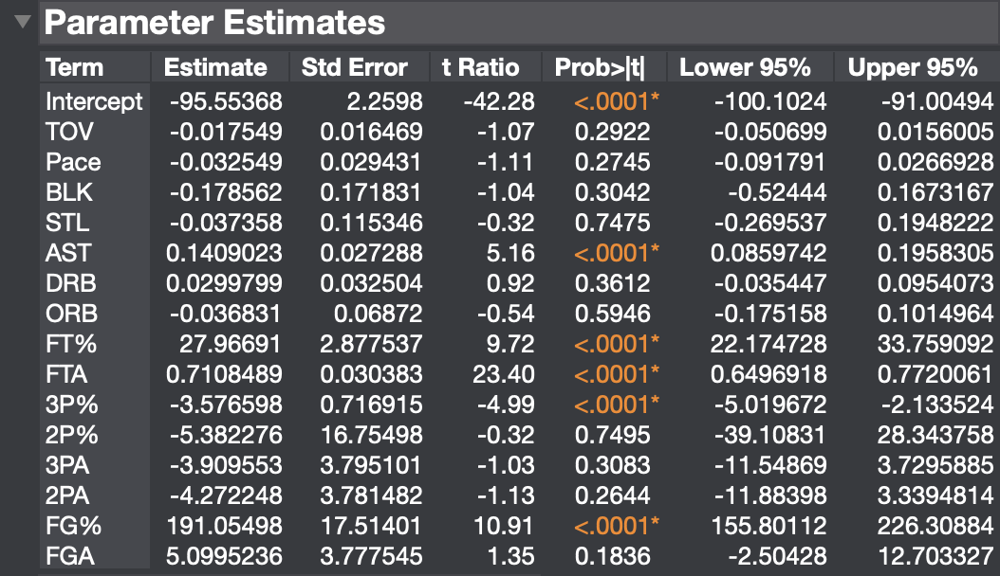 Parameter Estimates
Term Estimate Std Error t Ratio Prob>|t| Lower 95% Upper 95%
Intercept -95.55368 2.2598 -42.28 <.0001* -100.1024 -91.00494
TOV -0.017549 0.016469 -1.07 0.2922 -0.050699 0.0156005
Pace -0.032549 0.029431 -1.11 0.2745 -0.091791 0.0266928
BLK -0.178562 0.171831 -1.04 0.3042 -0.52444 0.1673167
STL -0.037358 0.115346 -0.32 0.7475 -0.269537 0.1948222
AST 0.1409023 0.027288 5.16 <.0001* 0.0859742 0.1958305
DRB 0.0299799 0.032504 0.92 0.3612 -0.035447 0.0954073
ORB -0.036831 0.06872 -0.54 0.5946 -0.175158 0.1014964
FT% 27.96691 2.877537 9.72 <.0001* 22.174728 33.759092
FTA 0.7108489 0.030383 23.40 <.0001* 0.6496918 0.7720061
3P% -3.576598 0.716915 -4.99 <.0001* -5.019672 -2.133524
2P% -5.382276 16.75498 -0.32 0.7495 -39.10831 28.343758
3PA -3.909553 3.795101 -1.03 0.3083 -11.54869 3.7295885
2PA -4.272248 3.781482 -1.13 0.2644 -11.88398 3.3394814
FG% 191.05498 17.51401 10.91 <.0001* 155.80112 226.30884
FGA 5.0995236 3.777545 1.35 0.1836 -2.50428 12.703327